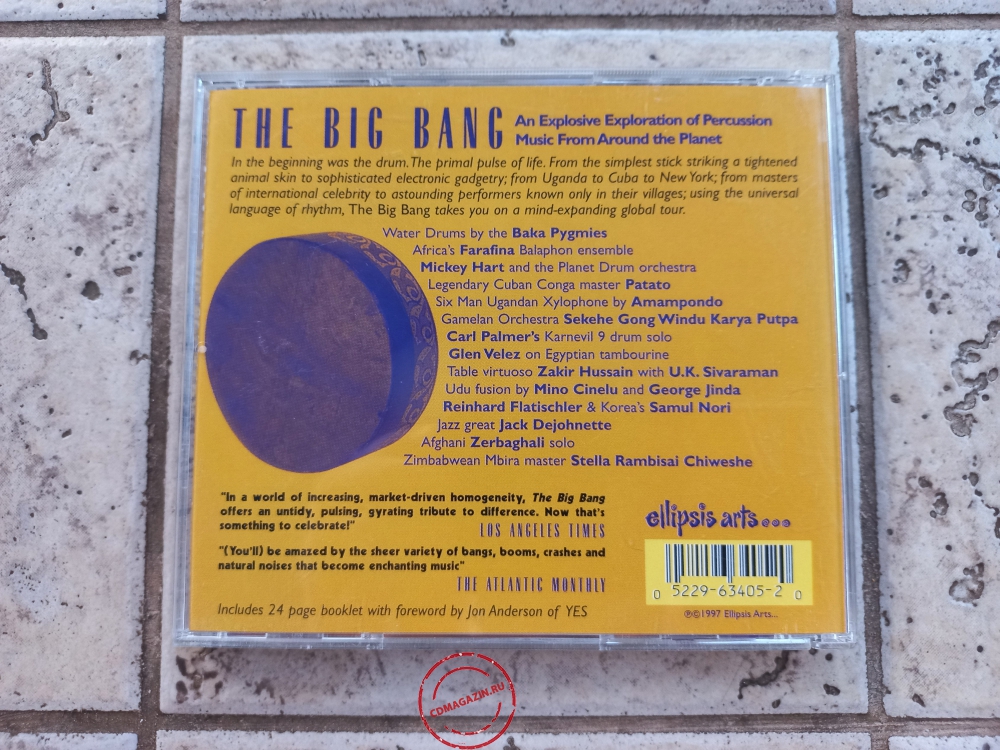 THE BIG BANG
An Explosive Exploration of Percussion
Music From Around the Planet
In the beginning was the drum. The primal pulse of life. From the simplest stick striking a tightened
animal skin to sophisticated electronic gadgetry; from Uganda to Cuba to New York; from masters
of international celebrity to astounding performers known only in their villages; using the universal
language of rhythm, The Big Bang takes you on a mind-expanding global tour.
Water Drums by the Baka Pygmies
Africa's Farafina Balaphon ensemble
Mickey Hart and the Planet Drum orchestra
Legendary Cuban Conga master Patato
Six Man Ugandan Xylophone by Amampondo
Gamelan Orchestra Sekehe Gong Windu Karya Putpa
Carl Palmer's Karnevil 9 drum solo
Glen Velez on Egyptian tambourine
Table virtuoso Zakir Hussain with U.K. Sivaraman
Udu fusion by Mino Cinelu and George Jinda
Reinhard Flatischler & Korea's Samul Nori
Jazz great Jack Dejohnette
Afghani Zerbaghali solo
Zimbabwean Mbira master Stella Rambisai Chiweshe
"In a world of increasing, market-driven homogeneity, The Big Bang
offers an untidy, pulsing, gyrating tribute to difference. Now that's
something to celebrate!"
LOS ANGELES TIMES
"(You'll) be amazed by the sheer variety of bangs, booms, crashes and
natural noises that become enchanting music"
THE ATLANTIC MONTHLY
Includes 24 page booklet with foreword by Jon Anderson of YES
ellipsis arts...
0 5229-63405-2 0
℗©1997 Ellipsis Arts...
CDMAGAZIN.RU